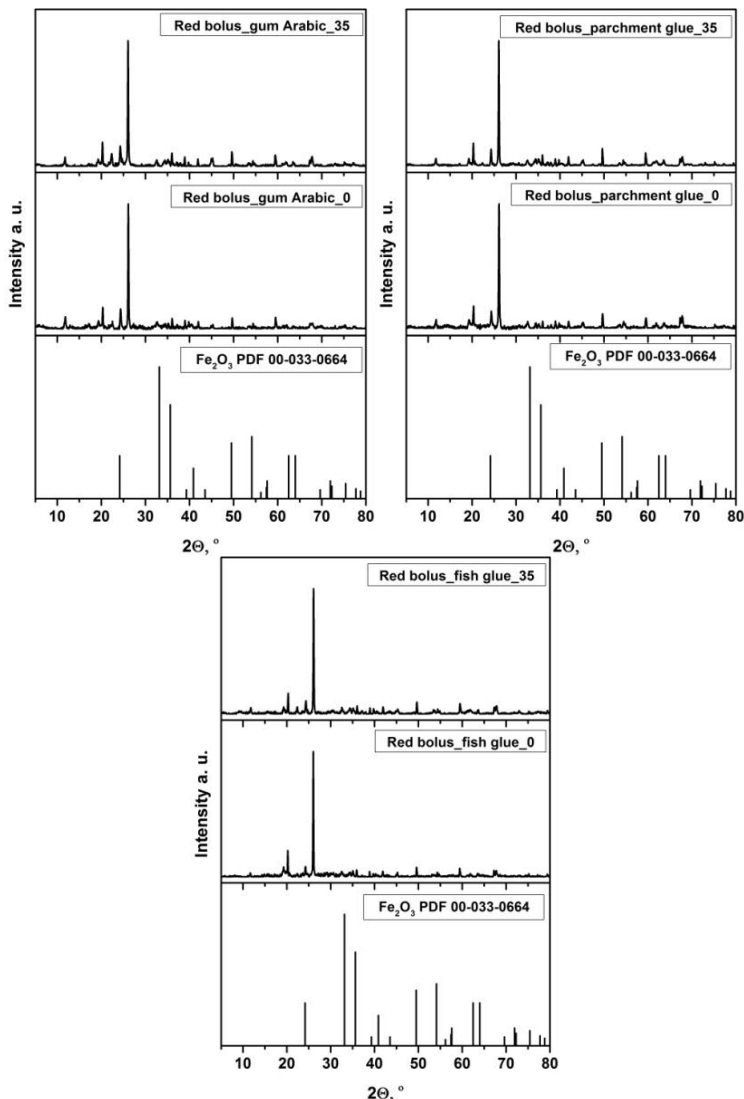 Red bolus_gum Arabic_35
Red bolus_gum Arabic_0
Fe₂O₃ PDF 00-033-0664
Intensity a. u.
10 20 30 40 50 60 70 80
2Θ, °
Red bolus_parchment glue_35
Red bolus_parchment glue_0
Fe₂O₃ PDF 00-033-0664
Intensity a. u.
10 20 30 40 50 60 70 80
2Θ, °
Red bolus_fish glue_35
Red bolus_fish glue_0
Fe₂O₃ PDF 00-033-0664
Intensity a. u.
10 20 30 40 50 60 70 80
2Θ, °